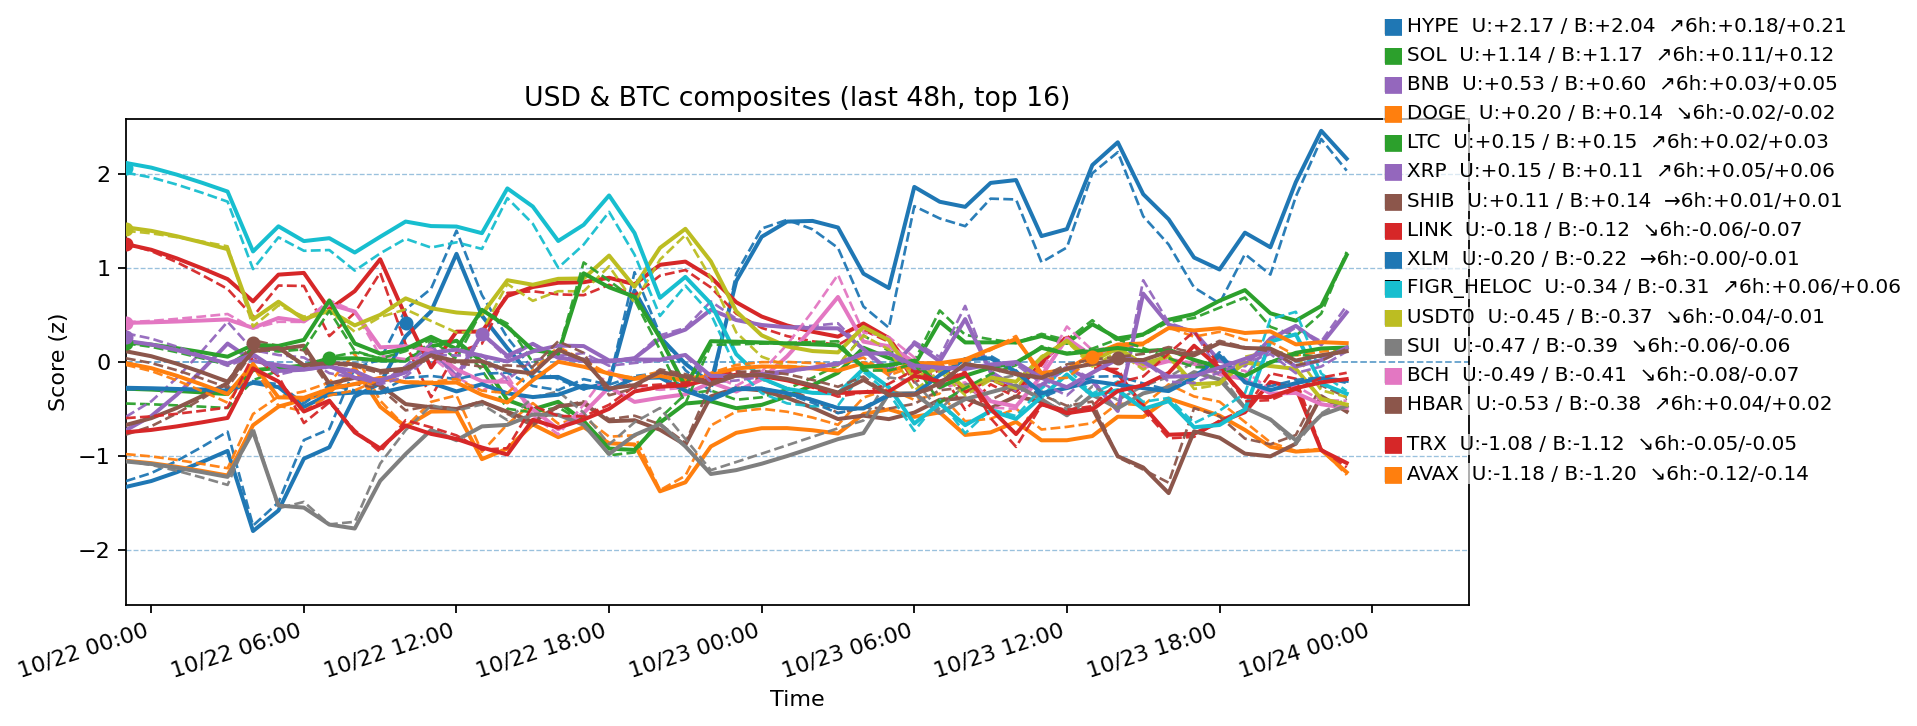 HYPE  U:+2.17 / B:+2.04  ↗6h:+0.18/+0.21
SOL  U:+1.14 / B:+1.17  ↗6h:+0.11/+0.12
BNB  U:+0.53 / B:+0.60  ↗6h:+0.03/+0.05
DOGE  U:+0.20 / B:+0.14  ↘6h:-0.02/-0.02
LTC  U:+0.15 / B:+0.15  ↗6h:+0.02/+0.03
XRP  U:+0.15 / B:+0.11  ↗6h:+0.05/+0.06
SHIB  U:+0.11 / B:+0.14  →6h:+0.01/+0.01
LINK  U:-0.18 / B:-0.12  ↘6h:-0.06/-0.07
XLM  U:-0.20 / B:-0.22  →6h:-0.00/-0.01
FIGR_HELOC  U:-0.34 / B:-0.31  ↗6h:+0.06/+0.06
USDT0  U:-0.45 / B:-0.37  ↘6h:-0.04/-0.01
SUI  U:-0.47 / B:-0.39  ↘6h:-0.06/-0.06
BCH  U:-0.49 / B:-0.41  ↘6h:-0.08/-0.07
HBAR  U:-0.53 / B:-0.38  ↗6h:+0.04/+0.02
TRX  U:-1.08 / B:-1.12  ↘6h:-0.05/-0.05
AVAX  U:-1.18 / B:-1.20  ↘6h:-0.12/-0.14
USD & BTC composites (last 48h, top 16)
Score (z)
2
1
0
−1
−2
10/22 00:00
10/22 06:00
10/22 12:00
10/22 18:00
10/23 00:00
10/23 06:00
10/23 12:00
10/23 18:00
10/24 00:00
Time